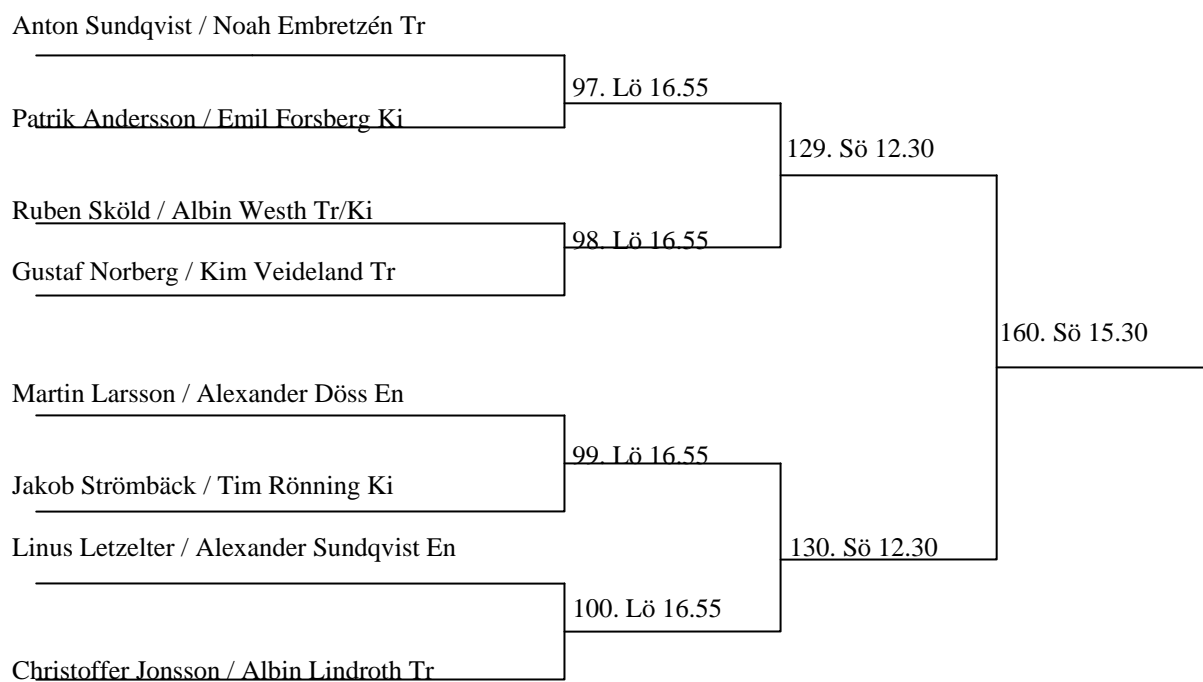 Anton Sundqvist / Noah Embretzén Tr
97. Lö 16.55
Patrik Andersson / Emil Forsberg Ki
129. Sö 12.30
Ruben Sköld / Albin Westh Tr/Ki
98. Lö 16.55
Gustaf Norberg / Kim Veideland Tr
160. Sö 15.30
Martin Larsson / Alexander Döss En
99. Lö 16.55
Jakob Strömbäck / Tim Rönning Ki
Linus Letzelter / Alexander Sundqvist En
130. Sö 12.30
100. Lö 16.55
Christoffer Jonsson / Albin Lindroth Tr